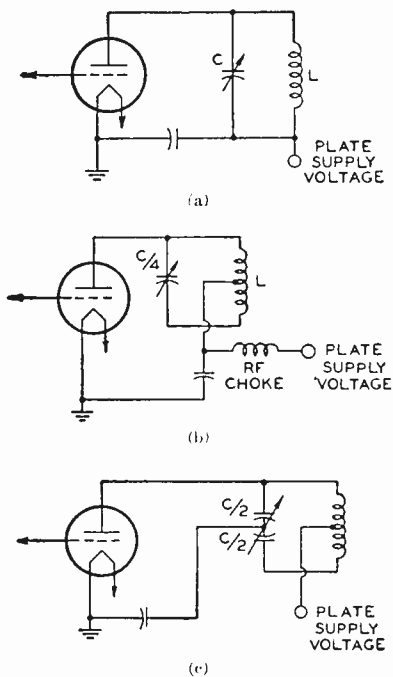 C
L
PLATE
SUPPLY
VOLTAGE
(a)
C/4
L
RF
CHOKE
PLATE
SUPPLY
VOLTAGE
(b)
C/2
C/2
PLATE
SUPPLY
VOLTAGE
(c)